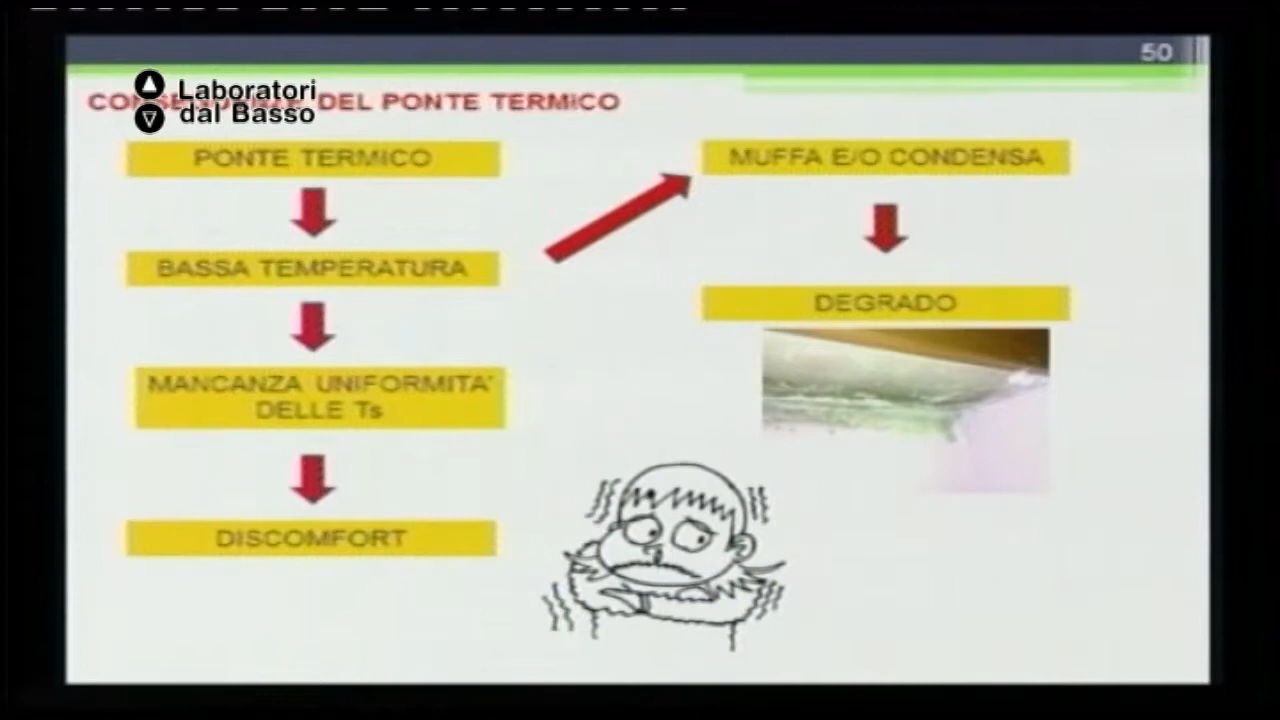 50
Laboratori
dal Basso
DEL PONTE TERMICO
PONTE TERMICO
BASSA TEMPERATURA
MANCANZA UNIFORMITA'
DELLE Ts
DISCOMFORT
MUFFA E/O CONDENSA
DEGRADO